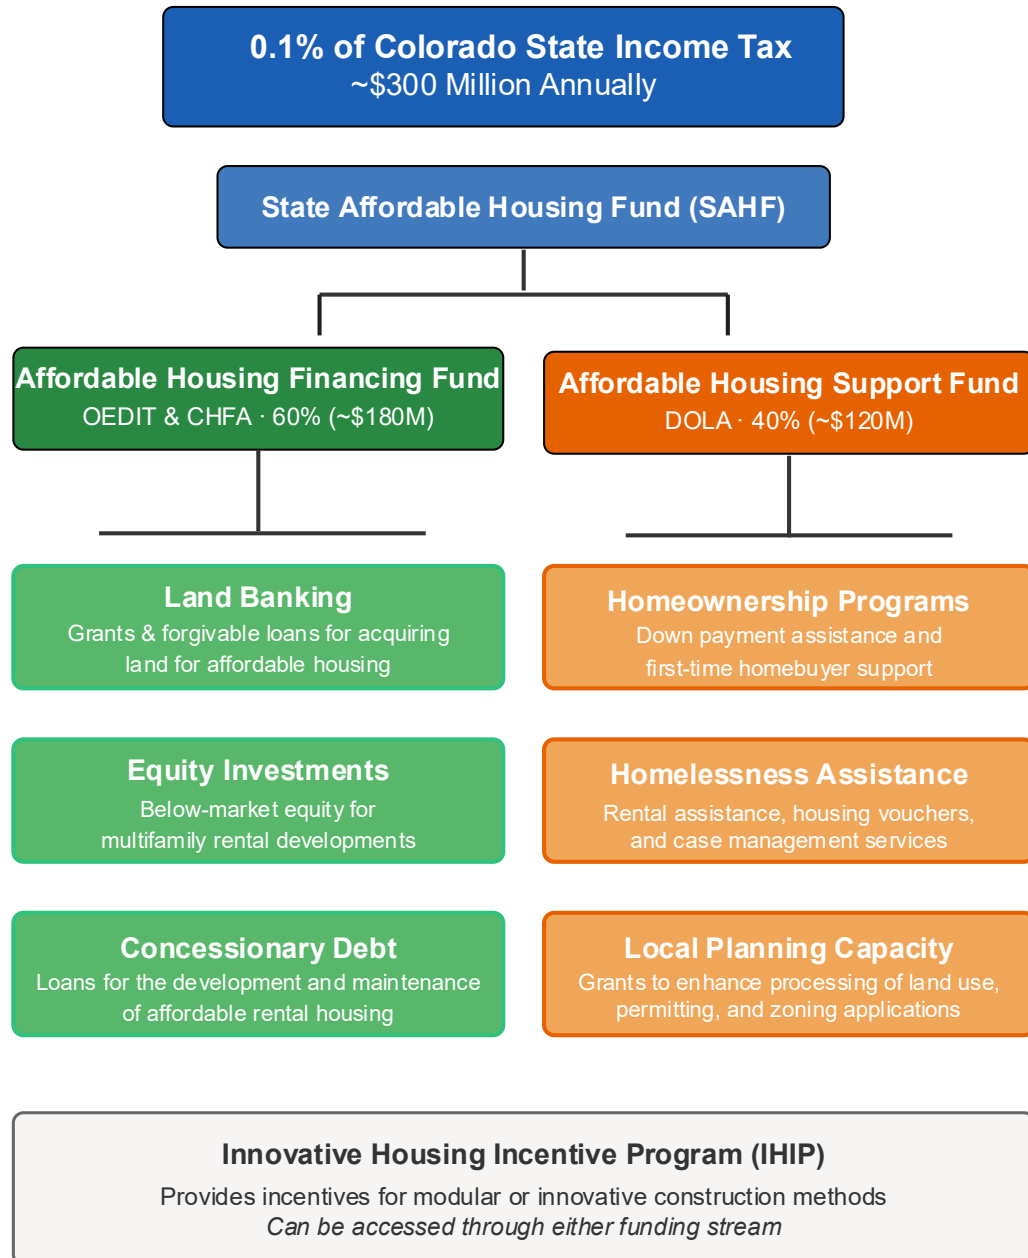 0.1% of Colorado State Income Tax
~$300 Million Annually
State Affordable Housing Fund (SAHF)
Affordable Housing Financing Fund
OEDIT & CHFA · 60% (~$180M)
Affordable Housing Support Fund
DOLA · 40% (~$120M)
Land Banking
Grants & forgivable loans for acquiring
land for affordable housing
Homeownership Programs
Down payment assistance and
first-time homebuyer support
Equity Investments
Below-market equity for
multifamily rental developments
Homelessness Assistance
Rental assistance, housing vouchers,
and case management services
Concessionary Debt
Loans for the development and maintenance
of affordable rental housing
Local Planning Capacity
Grants to enhance processing of land use,
permitting, and zoning applications
Innovative Housing Incentive Program (IHIP)
Provides incentives for modular or innovative construction methods
Can be accessed through either funding stream